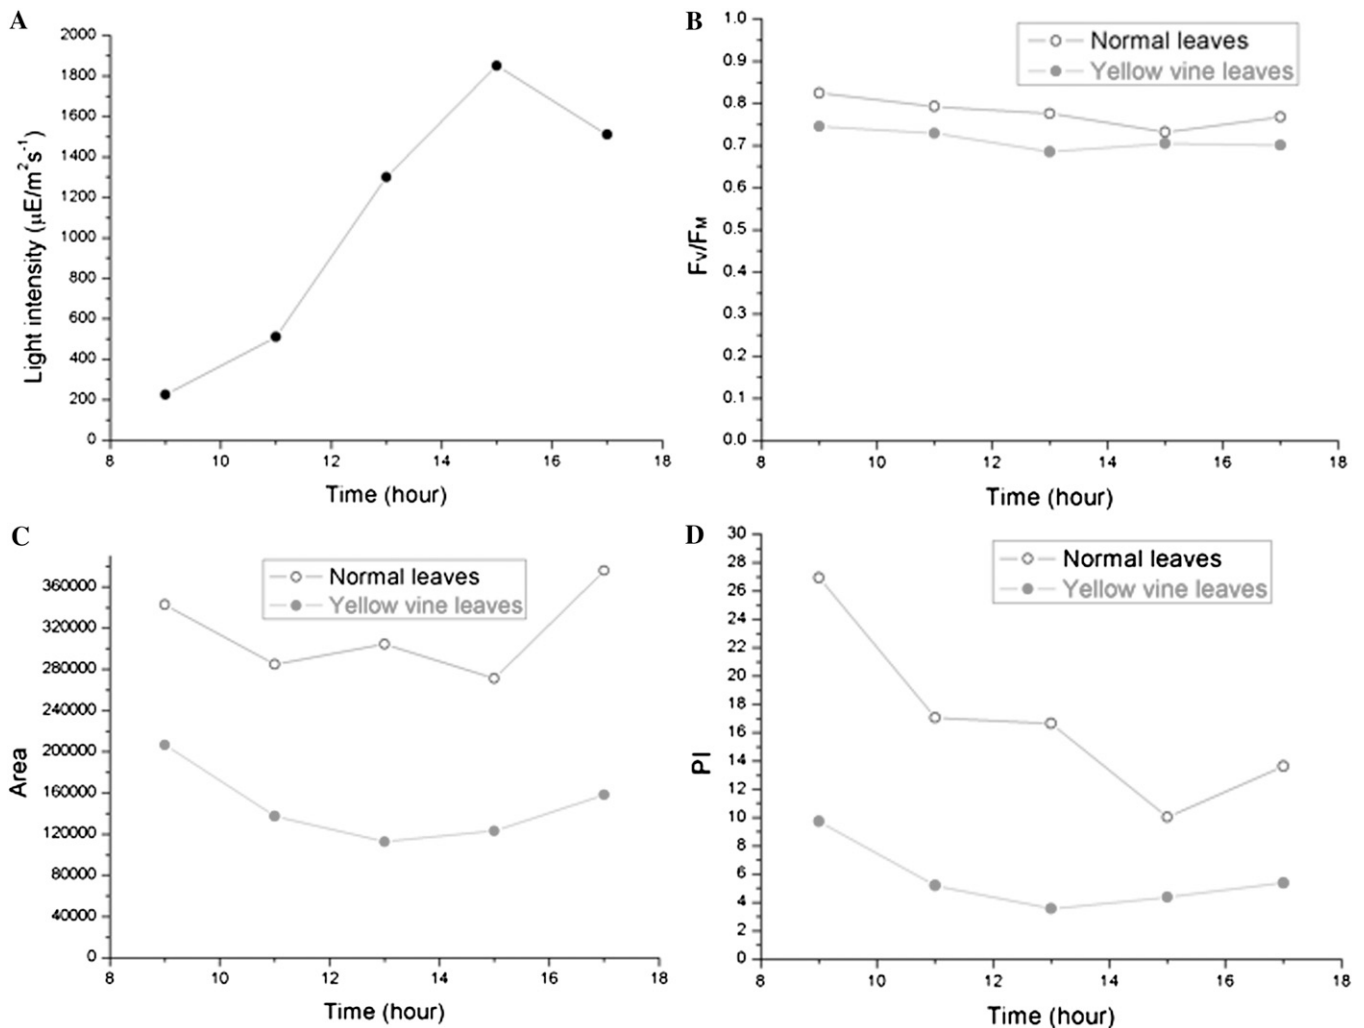 A
2000
1800
1600
1400
1200
1000
800
600
400
200
0
Light intensity (μE/m²s⁻¹)
8 10 12 14 16 18
Time (hour)
B
1.0
0.9
0.8
0.7
0.6
0.5
0.4
0.3
0.2
0.1
0.0
Fv/FM
Normal leaves
Yellow vine leaves
8 10 12 14 16 18
Time (hour)
C
360000
320000
280000
240000
200000
160000
120000
80000
40000
0
Area
Normal leaves
Yellow vine leaves
8 10 12 14 16 18
Time (hour)
D
30
28
26
24
22
20
18
16
14
12
10
8
6
4
2
0
PI
Normal leaves
Yellow vine leaves
8 10 12 14 16 18
Time (hour)